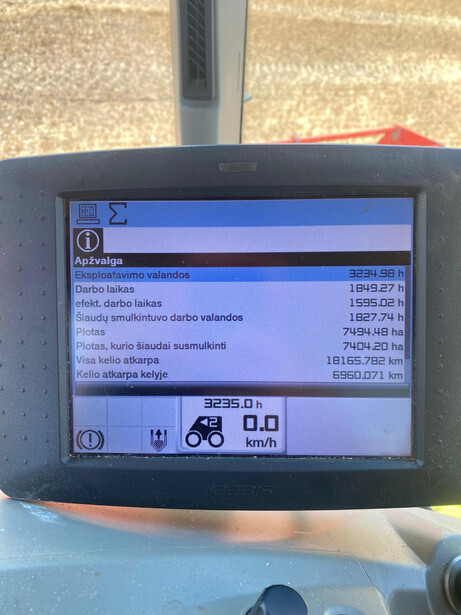 Apžvalga
Eksploatavimo valandos 3234.98 h
Darbo laikas 1849.27 h
efekt. darbo laikas 1595.02 h
Šiaudų smulkintuvo darbo valandos 1827.74 h
Plotas 7494.48 ha
Plotas, kurio šiaudai susmulkinti 7404.20 ha
Visa kelio atkarpa 18165.782 km
Kelio atkarpa kelyje 6960.071 km
3235.0 h
2 0.0
km/h
CEBIS